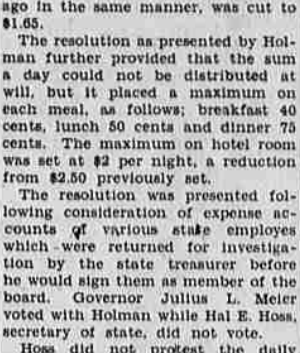 ago in the same manner, was cut to
$1.65.
The resolution as presented by Hol-
man further provided that the sum
a day could not be distributed at
will, but it placed a maximum on
each meal, as follows; breakfast 40
cents, lunch 50 cents and dinner 75
cents. The maximum on hotel room
was set at $2 per night, a reduction
from $2.50 previously set.
The resolution was presented fol-
lowing consideration of expense ac-
counts of various state employes
which were returned for investiga-
tion by the state treasurer before
he would sign them as member of the
board. Governor Julius L. Meier
voted with Holman while Hal E. Hoss,
secretary of state, did not vote.
Hoss did not protest the daily